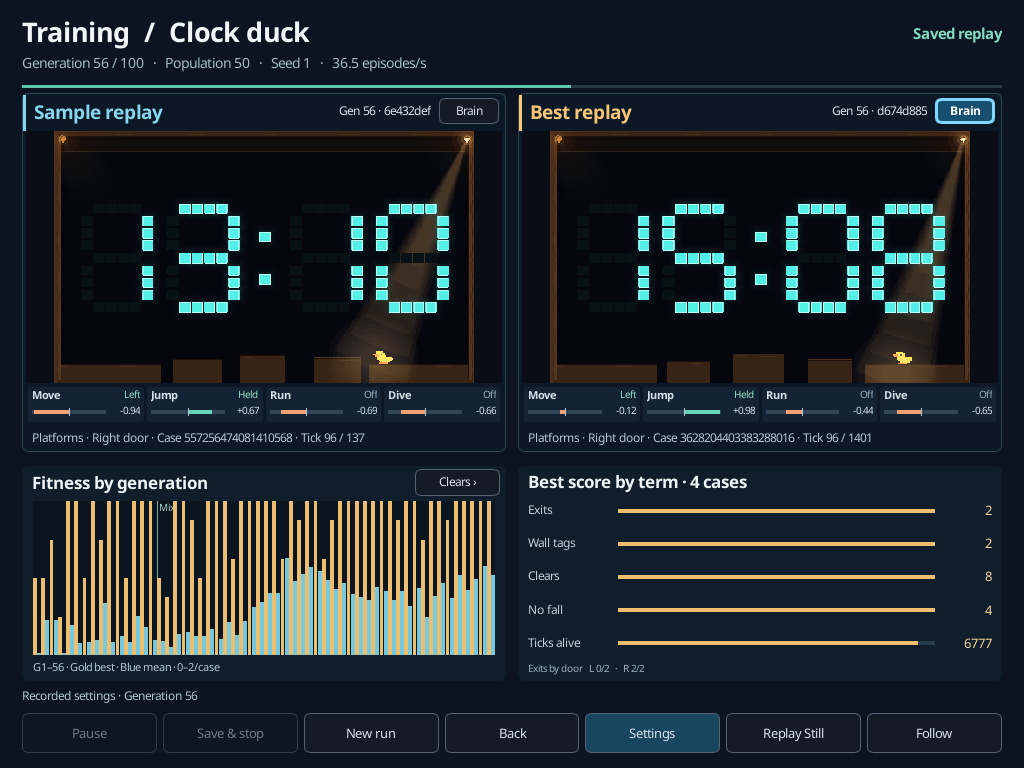 Training / Clock duck
Saved replay
Generation 56 / 100 · Population 50 · Seed 1 · 36.5 episodes/s
Sample replay
Gen 56 · 6e432def
Brain
13:10
Move Left
-0.94
Jump Held
+0.67
Run Off
-0.69
Dive Off
-0.66
Platforms · Right door · Case 557256474081410568 · Tick 96 / 137
Best replay
Gen 56 · d674d885
Brain
15:08
Move Left
-0.12
Jump Held
+0.98
Run Off
-0.44
Dive Off
-0.65
Platforms · Right door · Case 3628204403383288016 · Tick 96 / 1401
Fitness by generation
Clears ›
Mix
G1–56 · Gold best · Blue mean · 0–2/case
Best score by term · 4 cases
Exits 2
Wall tags 2
Clears 8
No fall 4
Ticks alive 6777
Exits by door L 0/2 · R 2/2
Recorded settings · Generation 56
Pause
Save & stop
New run
Back
Settings
Replay Still
Follow